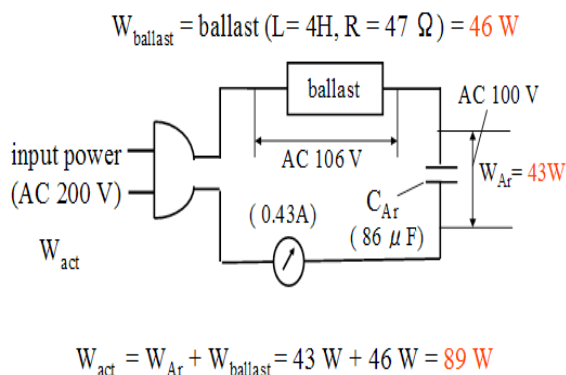 W_ballast = ballast (L= 4H, R = 47 Ω) = 46 W
ballast
AC 100 V
AC 106 V
input power
(AC 200 V)
W_Ar= 43W
(0.43A)
C_Ar
(86 μF)
W_act
W_act = W_Ar + W_ballast = 43 W + 46 W = 89 W